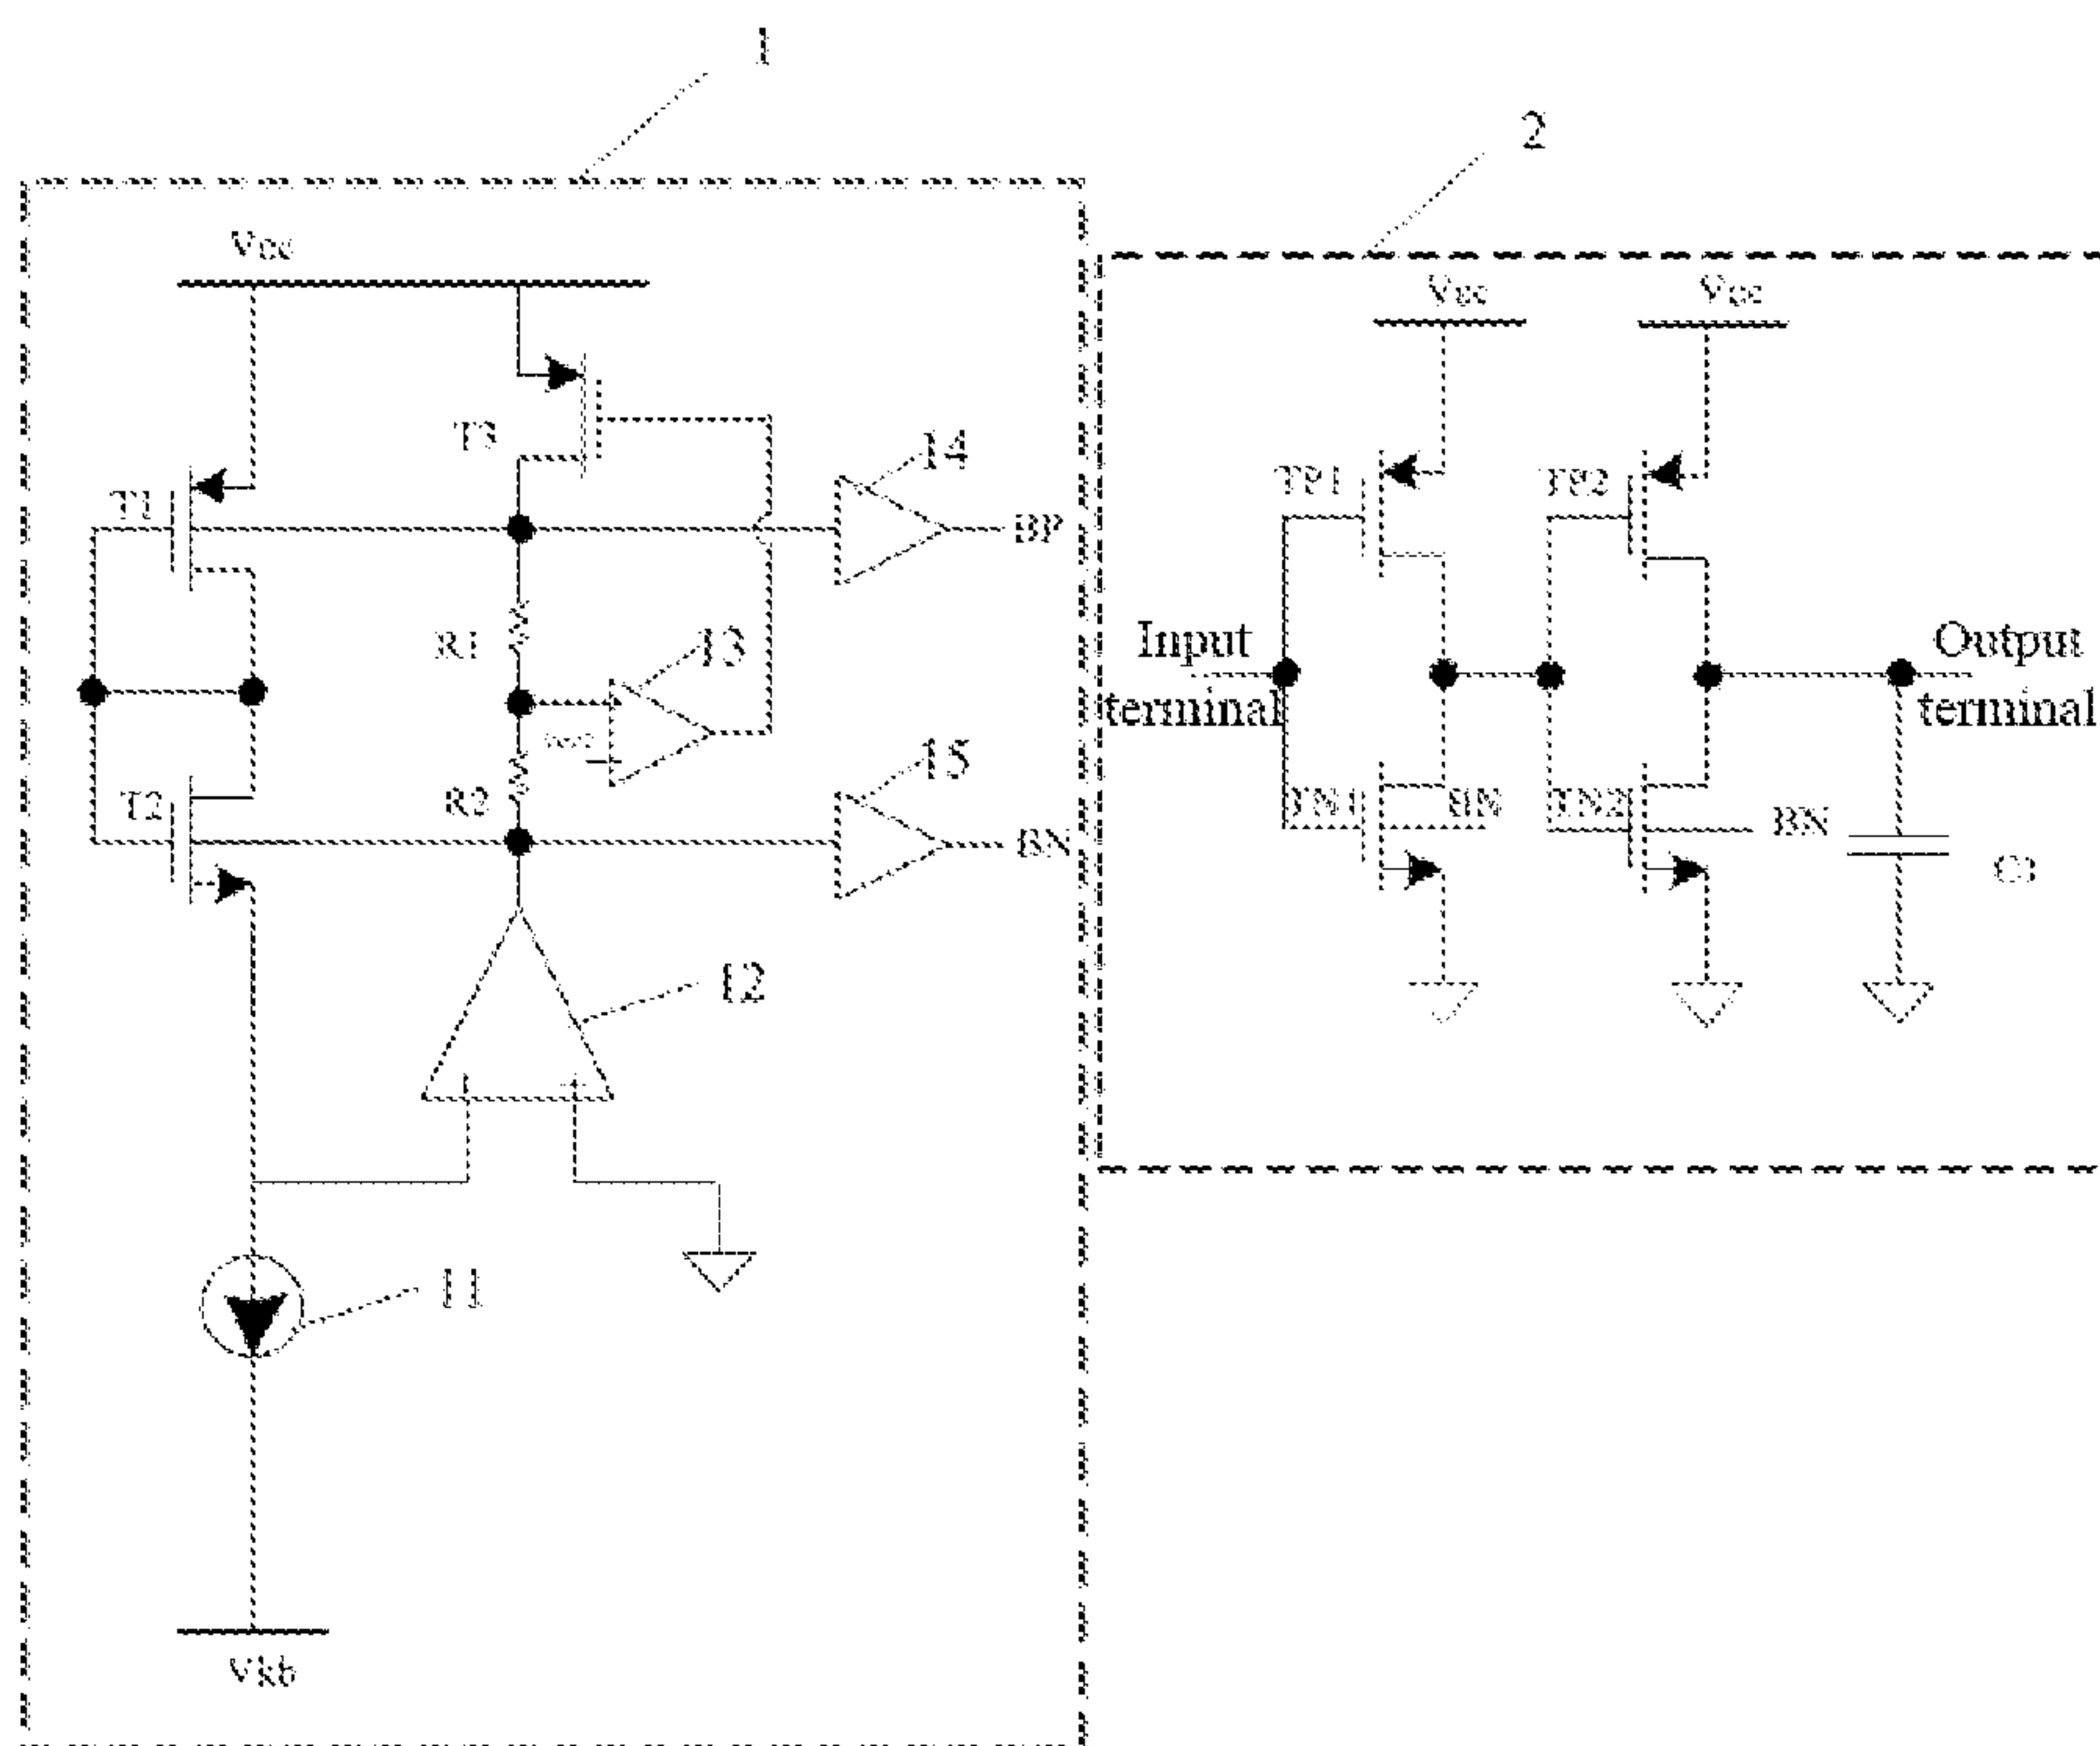 1
2
Vcc
Vcc
Vcc
T3
14
T1
BP
TP1
TP2
R1
13
Input
terminal
Output
terminal
15
T2
R2
BN
TN1
BN
TN2
BN
12
11
Vkb